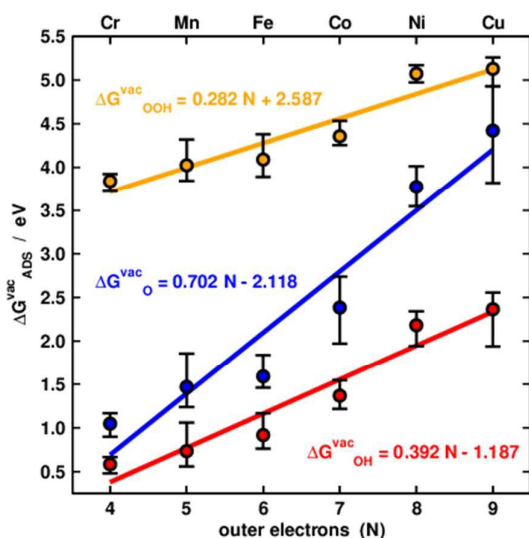 Cr Mn Fe Co Ni Cu
5.5
5.0
4.5
4.0
3.5
3.0
2.5
2.0
1.5
1.0
0.5
ΔG^vac_ADS / eV
ΔG^vac_OOH = 0.282 N + 2.587
ΔG^vac_O = 0.702 N - 2.118
ΔG^vac_OH = 0.392 N - 1.187
4 5 6 7 8 9
outer electrons (N)